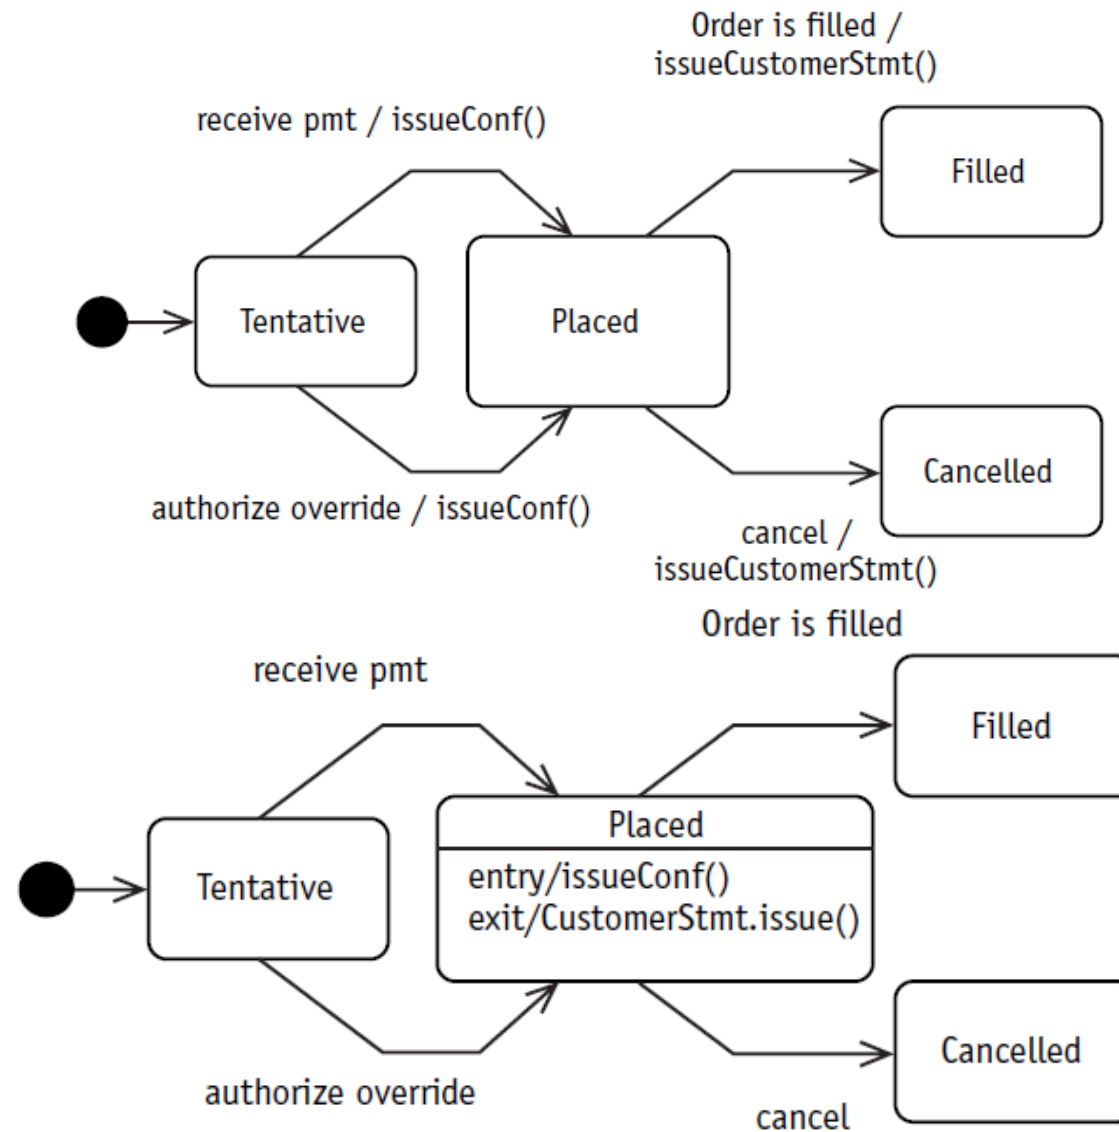 Order is filled /
issueCustomerStmt()
receive pmt / issueConf()
Filled
Tentative
Placed
Cancelled
authorize override / issueConf()
cancel /
issueCustomerStmt()
Order is filled
receive pmt
Filled
Placed
entry/issueConf()
Tentative
exit/CustomerStmt.issue()
Cancelled
authorize override
cancel